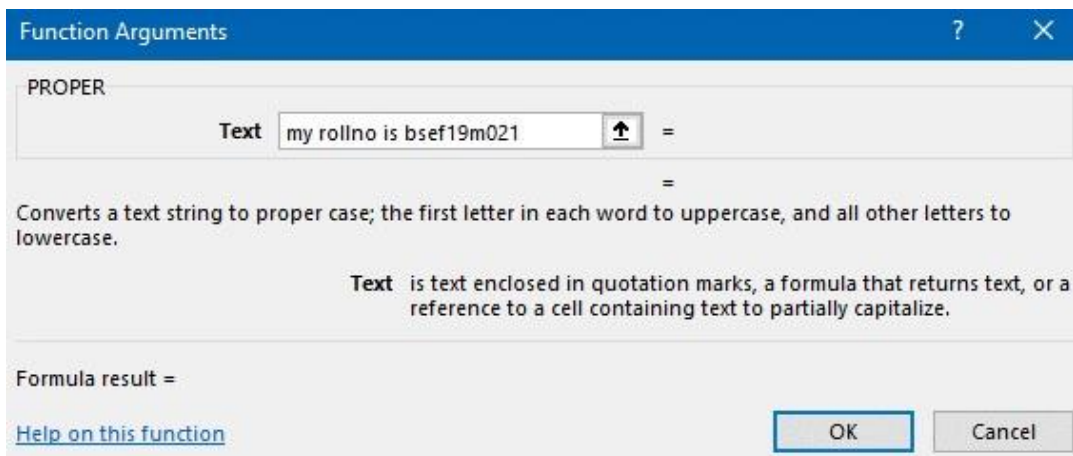 Function Arguments ? ×
PROPER
Text my rollno is bsef19m021 =
=
Converts a text string to proper case; the first letter in each word to uppercase, and all other letters to
lowercase.
Text is text enclosed in quotation marks, a formula that returns text, or a
reference to a cell containing text to partially capitalize.
Formula result =
Help on this function OK Cancel